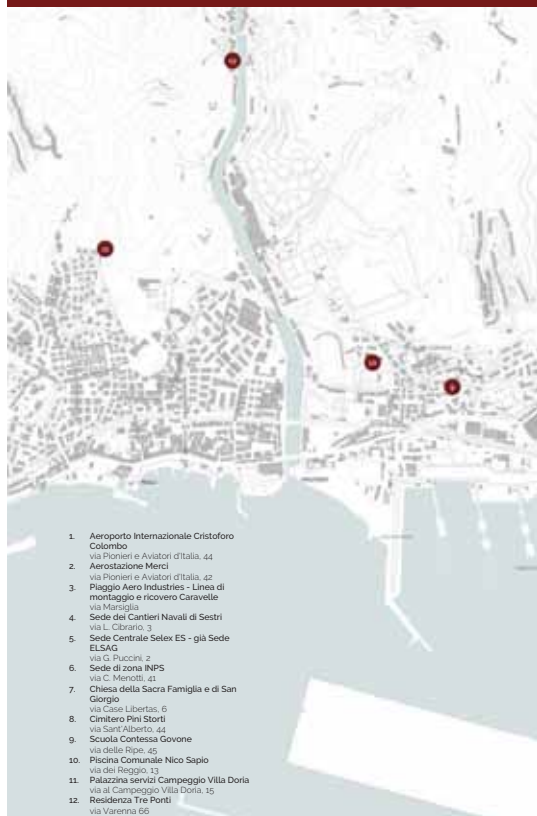 1. Aeroporto Internazionale Cristoforo
Colombo
via Pionieri e Aviatori d'Italia, 44
2. Aerostazione Merci
via Pionieri e Aviatori d'Italia, 42
3. Piaggio Aero Industries - Linea di
montaggio e ricovero Caravelle
via Marsiglia
4. Sede dei Cantieri Navali di Sestri
via L. Cibrario, 3
5. Sede Centrale Selex ES - già Sede
ELSAG
via G. Puccini, 2
6. Sede di zona INPS
via C. Menotti, 41
7. Chiesa della Sacra Famiglia e di San
Giorgio
via Case Libertas, 6
8. Cimitero Pini Storti
via Sant'Alberto, 44
9. Scuola Contessa Govone
via delle Ripe, 45
10. Piscina Comunale Nico Sapio
via dei Reggio, 13
11. Palazzina servizi Campeggio Villa Doria
via al Campeggio Villa Doria, 15
12. Residenza Tre Ponti
via Varenna 66